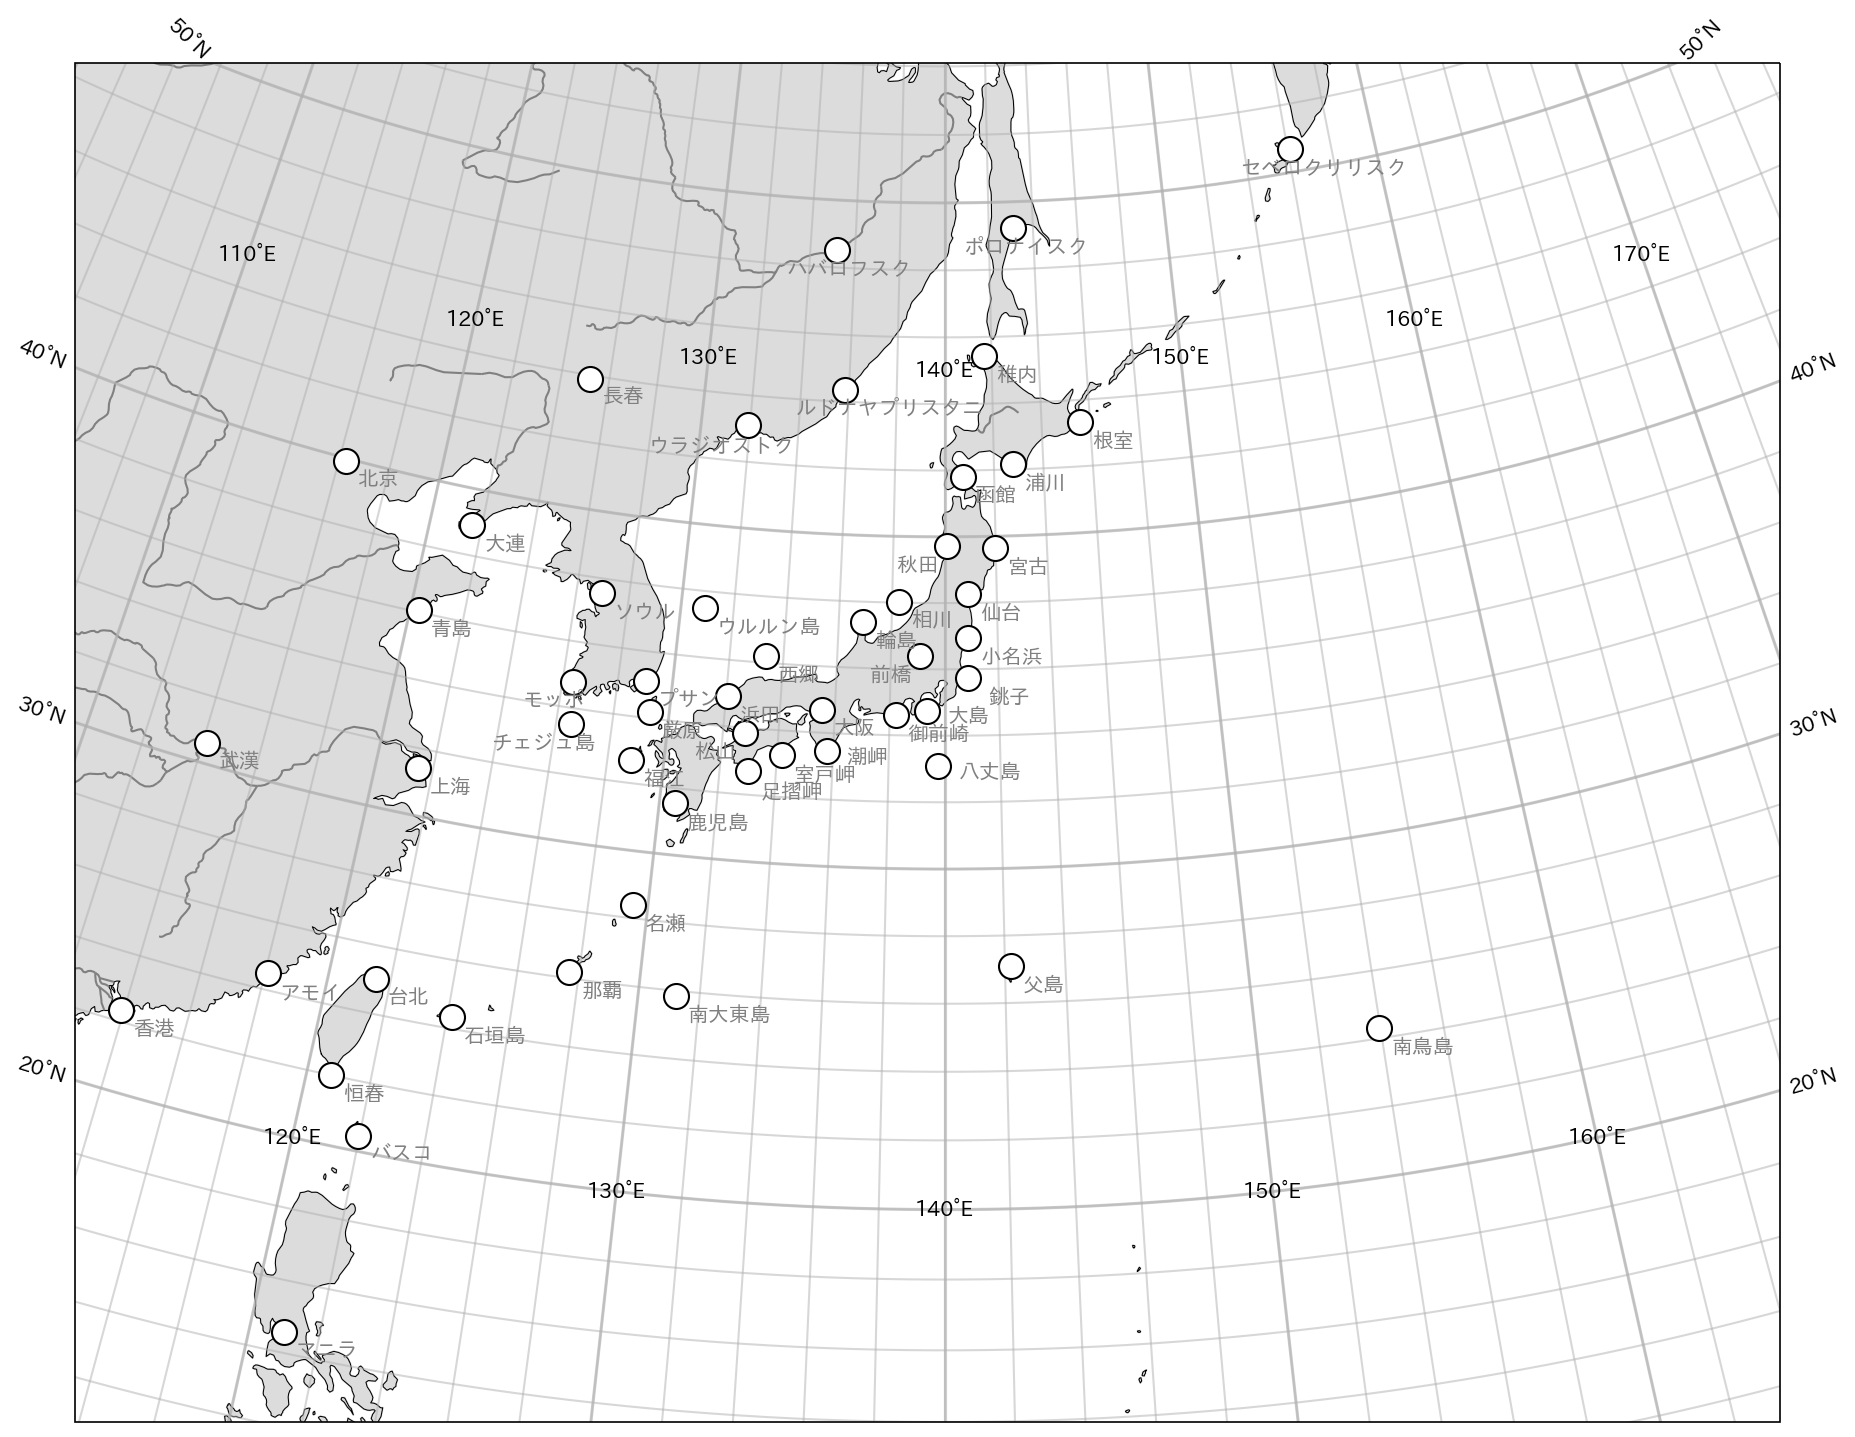 50°N
50°N
セベロクリリスク
ポロナイスク
110°E
170°E
ハバロフスク
120°E
160°E
40°N
130°E
150°E
140°E
40°N
稚内
長春
ルドナヤプリスタニ
ウラジオストク
根室
北京
浦川
函館
大連
秋田
宮古
ソウル
仙台
相川
青島
ウルルン島
輪島
小名浜
西郷
前橋
モッポ
プサン
銚子
30°N
浜田
大島
30°N
厳原
大阪
御前崎
チェジュ島
松山
潮岬
武漢
福江
室戸岬
八丈島
上海
足摺岬
鹿児島
名瀬
父島
アモイ
台北
那覇
南大東島
香港
石垣島
南鳥島
20°N
20°N
恒春
120°E
160°E
バスコ
130°E
150°E
140°E
マニラ